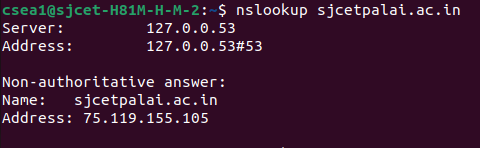 csea1@sjcet-H81M-H-M-2:~$ nslookup sjcetpalai.ac.in
Server:         127.0.0.53
Address:        127.0.0.53#53

Non-authoritative answer:
Name:   sjcetpalai.ac.in
Address: 75.119.155.105